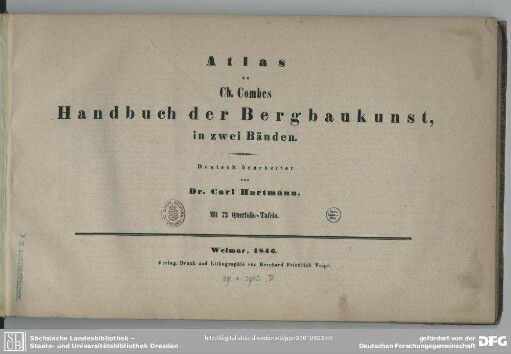 Atlas
zu
Ch. Combes
Handbuch der Bergbaukunst,
in zwei Bänden.
Deutsch bearbeitet
von
Dr. Carl Hartmann.
Mit 73 Querfolio-Tafeln.
Weimar, 1846.
Verlag, Druck und Lithographie von Bernhard Friedrich Voigt.
Sächsische Landesbibliothek –
Staats- und Universitätsbibliothek Dresden
gefördert von der
Deutschen Forschungsgemeinschaft
DFG